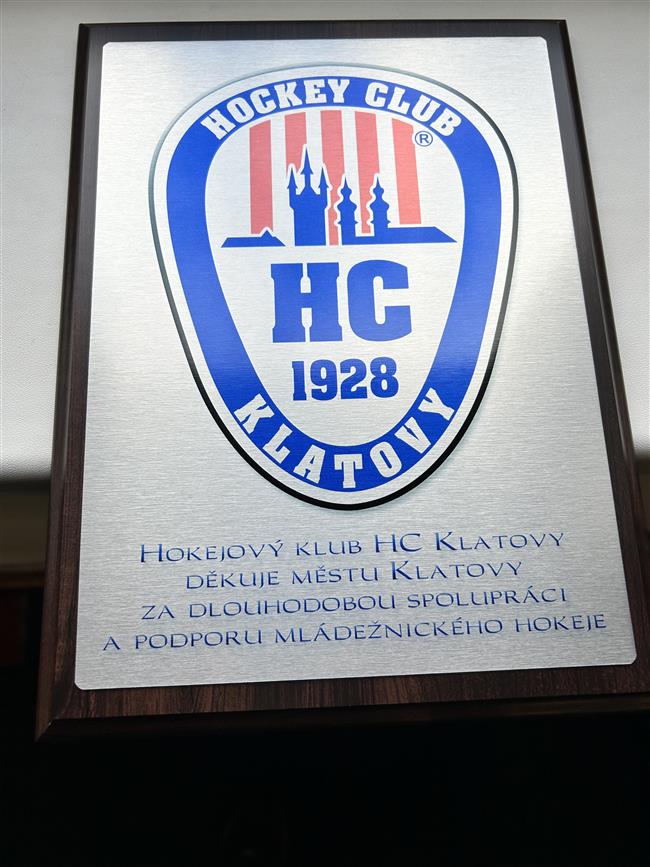 HOCKEY CLUB
®
HC
1928
KLATOVY
Hokejový klub HC Klatovy
děkuje městu Klatovy
za dlouhodobou spolupráci
a podporu mládežnického hokeje